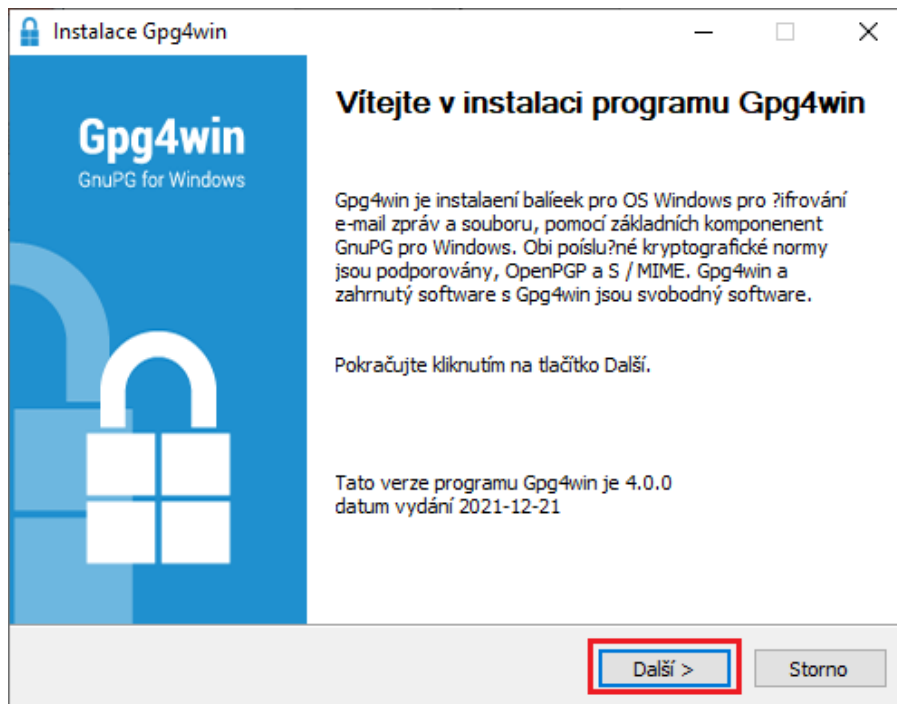 Instalace Gpg4win
Gpg4win
GnuPG for Windows
Vítejte v instalaci programu Gpg4win
Gpg4win je instalaení balíeek pro OS Windows pro ?ifrování
e-mail zpráv a souboru, pomocí základních komponenent
GnuPG pro Windows. Obi poíslu?né kryptografické normy
jsou podporovány, OpenPGP a S / MIME. Gpg4win a
zahrnutý software s Gpg4win jsou svobodný software.
Pokračujte kliknutím na tlačítko Další.
Tato verze programu Gpg4win je 4.0.0
datum vydání 2021-12-21
Další >
Storno